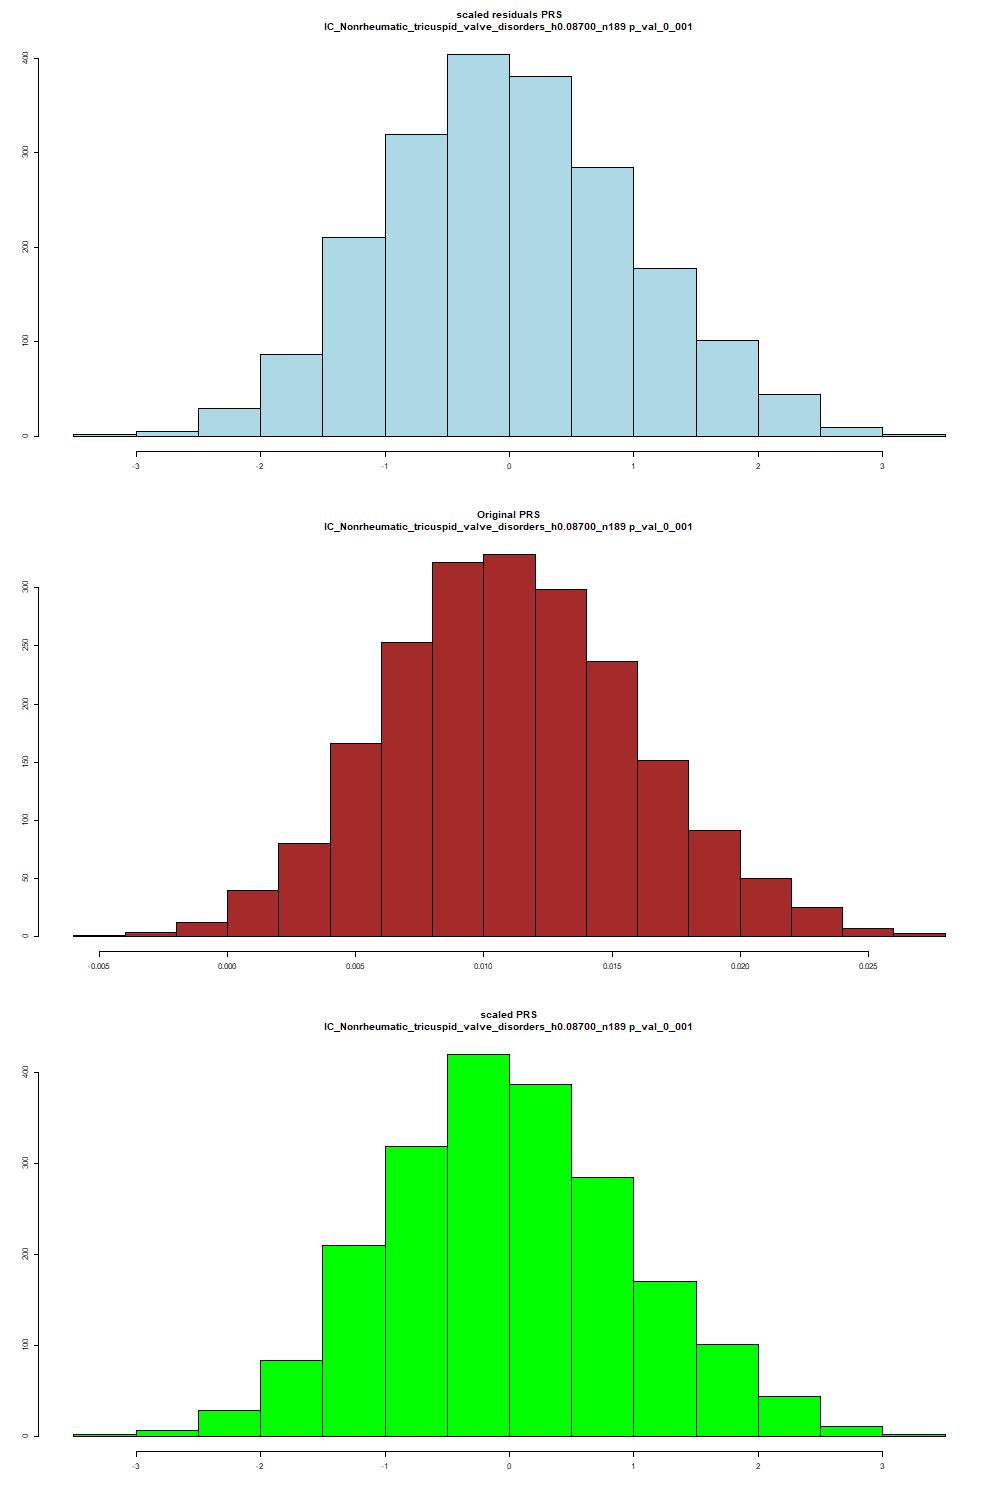 scaled residuals PRS
IC_Nonrheumatic_tricuspid_valve_disorders_h0.08700_n189 p_val_0_001
400
300
200
100
0
-3 -2 -1 0 1 2 3
Original PRS
IC_Nonrheumatic_tricuspid_valve_disorders_h0.08700_n189 p_val_0_001
300
250
200
150
100
50
0
-0.005 0.000 0.005 0.010 0.015 0.020 0.025
scaled PRS
IC_Nonrheumatic_tricuspid_valve_disorders_h0.08700_n189 p_val_0_001
400
300
200
100
0
-3 -2 -1 0 1 2 3